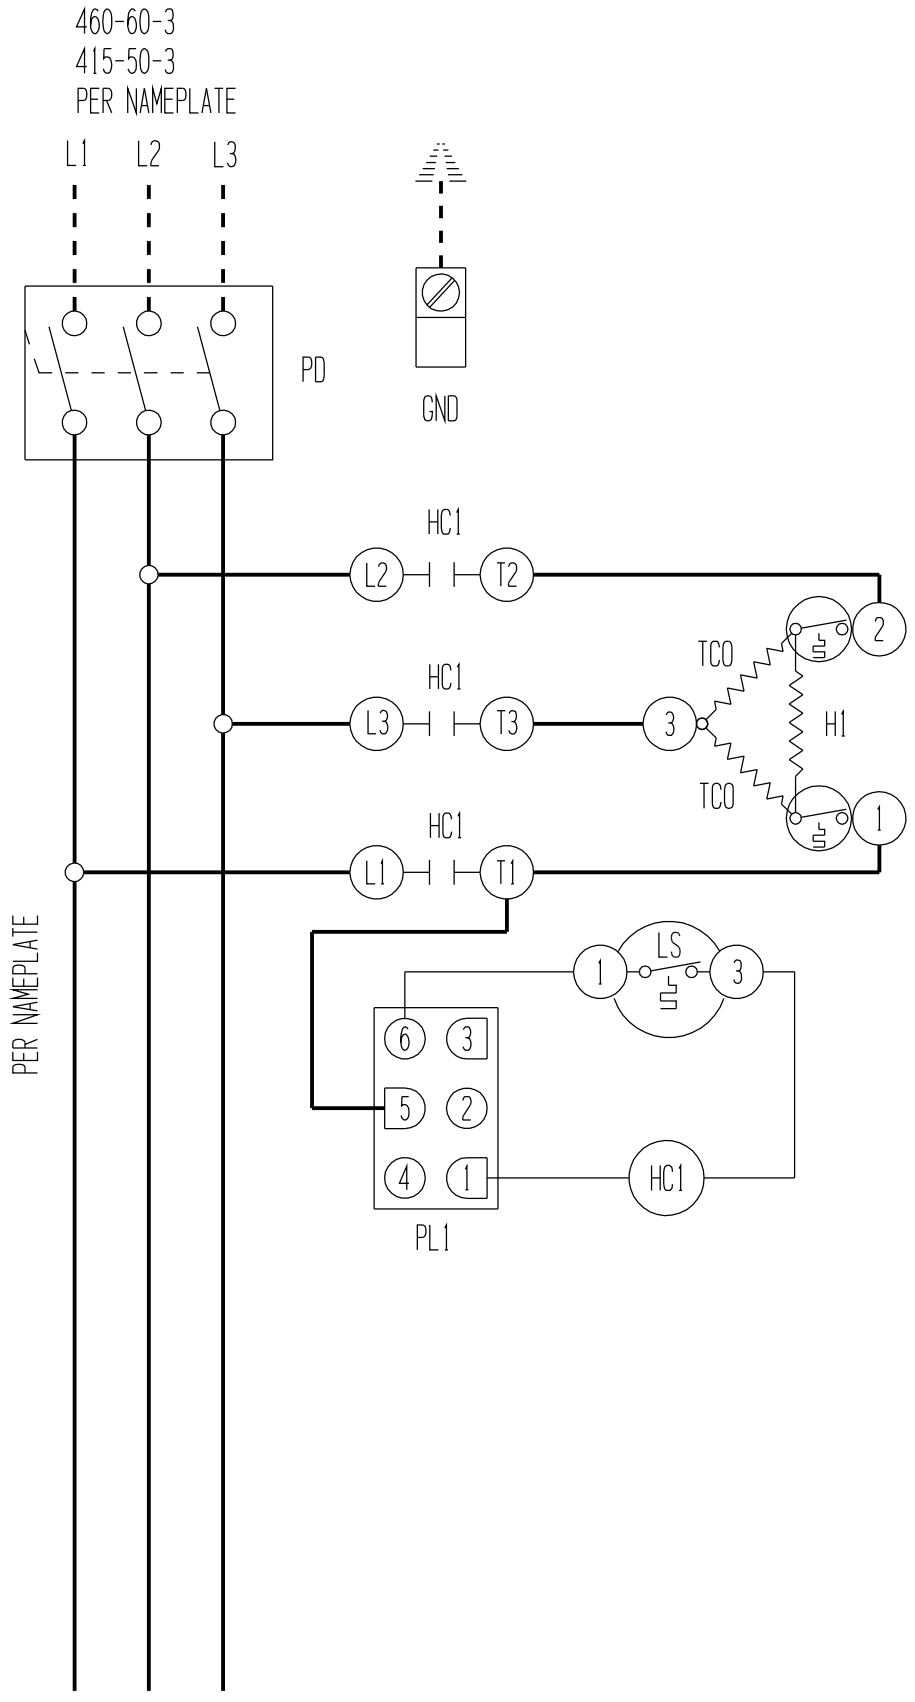 460-60-3
415-50-3
PER NAMEPLATE
L1 L2 L3
PD
GND
HC1
L2 T2
2
TCO
HC1
L3 T3 3
H1
TCO
HC1
1
L1 T1
PER NAMEPLATE
LS
1 3
6 3
5 2
4 1
HC1
PL1